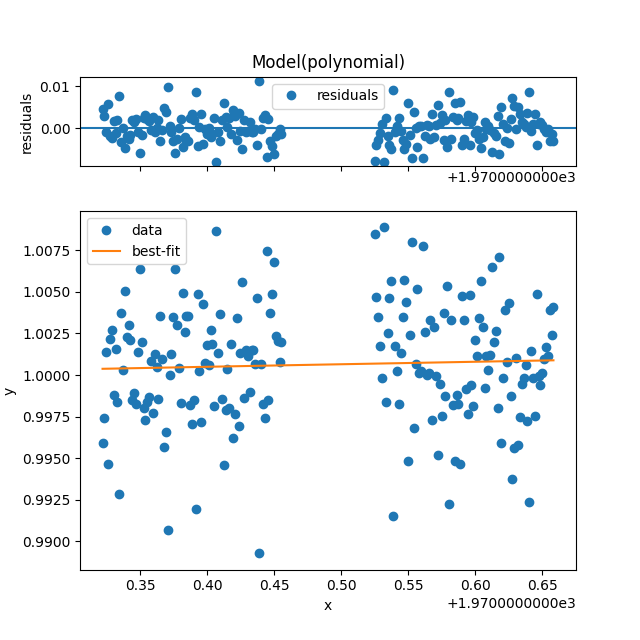 Model(polynomial)
0.01
0.00
residuals
residuals
+1.9700000000e3
1.0075
1.0050
1.0025
1.0000
0.9975
0.9950
0.9925
0.9900
y
data
best-fit
0.35 0.40 0.45 0.50 0.55 0.60 0.65
x
+1.9700000000e3